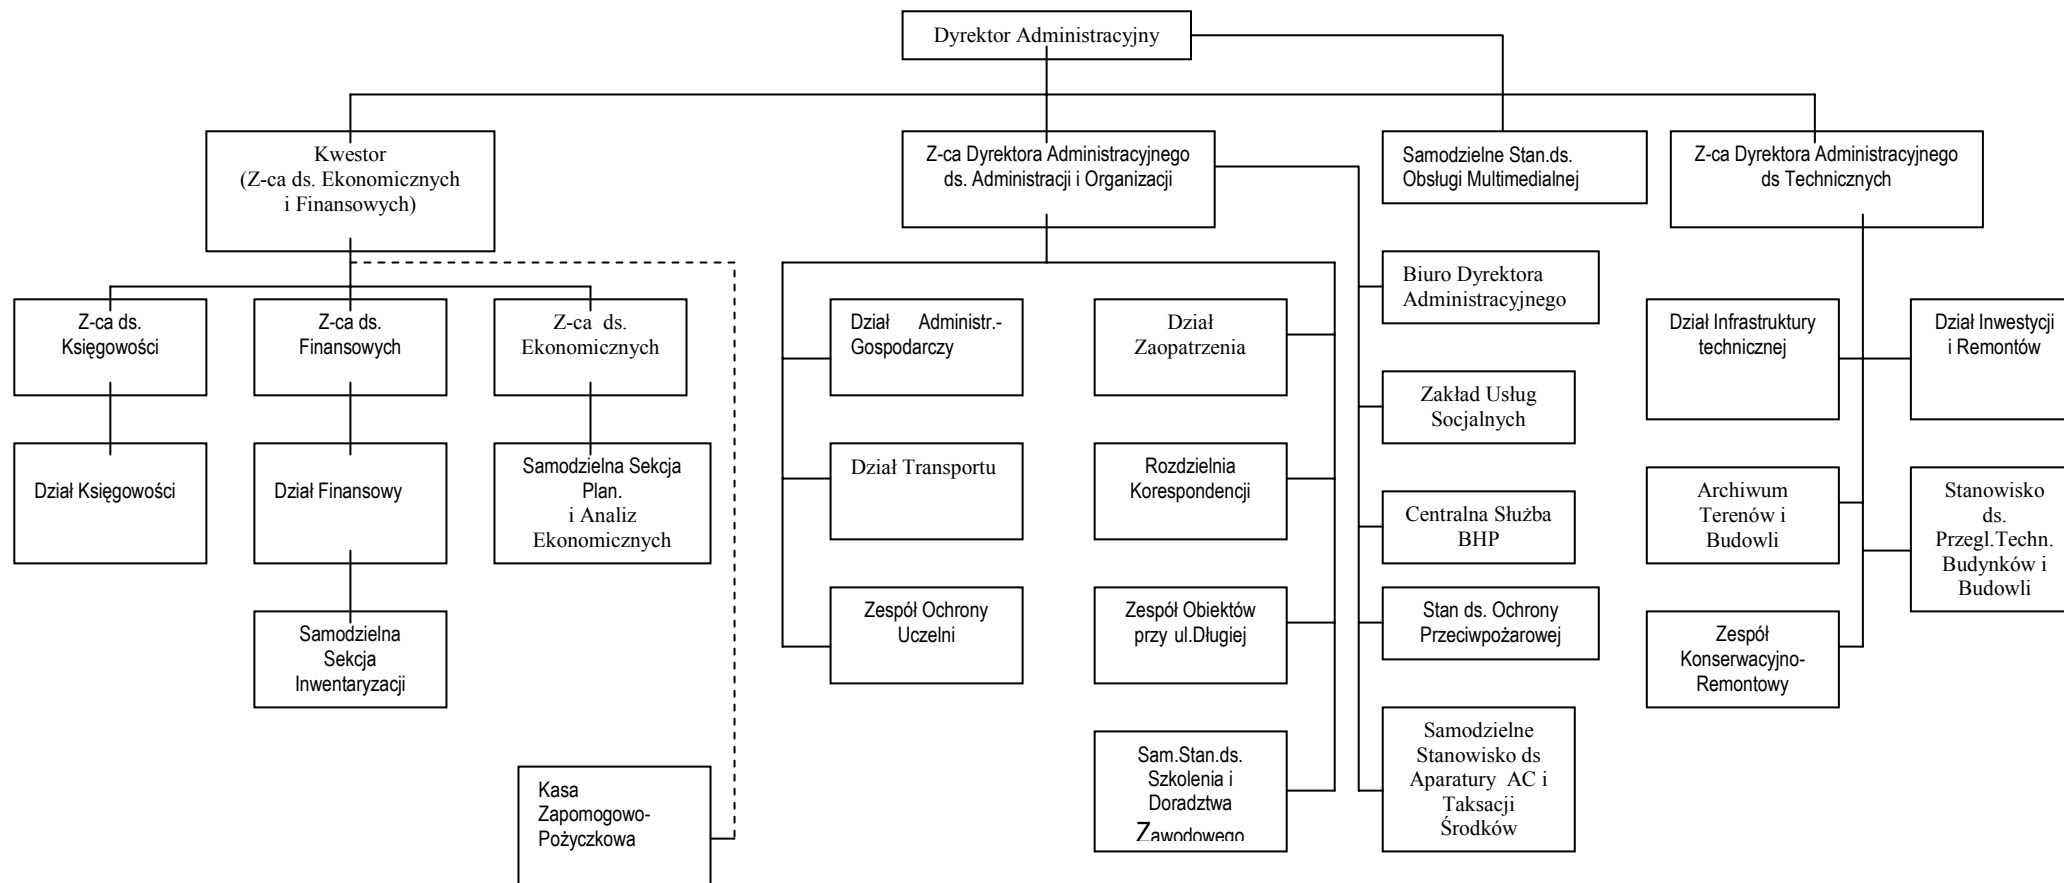 Dyrektor Administracyjny
Kwestor
(Z-ca ds. Ekonomicznych
i Finansowych)
Z-ca Dyrektora Administracyjnego
ds. Administracji i Organizacji
Samodzielne Stan.ds.
Obsługi Multimedialnej
Z-ca Dyrektora Administracyjnego
ds Technicznych
Biuro Dyrektora
Administracyjnego
Z-ca ds.
Księgowości
Z-ca ds.
Finansowych
Z-ca ds.
Ekonomicznych
Dział Administr.-
Gospodarczy
Dział
Zaopatrzenia
Dział Infrastruktury
technicznej
Dział Inwestycji
i Remontów
Zakład Usług
Socjalnych
Dział Księgowości
Dział Finansowy
Samodzielna Sekcja
Plan.
i Analiz
Ekonomicznych
Dział Transportu
Rozdzielnia
Korespondencji
Centralna Służba
BHP
Archiwum
Terenów i
Budowli
Stanowisko
ds.
Przegl.Techn.
Budynków i
Budowli
Samodzielna
Sekcja
Inwentaryzacji
Zespół Ochrony
Uczelni
Zespół Obiektów
przy ul.Długiej
Stan ds. Ochrony
Przeciwpożarowej
Zespół
Konserwacyjno-
Remontowy
Kasa
Zapomogowo-
Pożyczkowa
Sam.Stan.ds.
Szkolenia i
Doradztwa
Zawodowego
Samodzielne
Stanowisko ds
Aparatury AC i
Taksacji
Środków